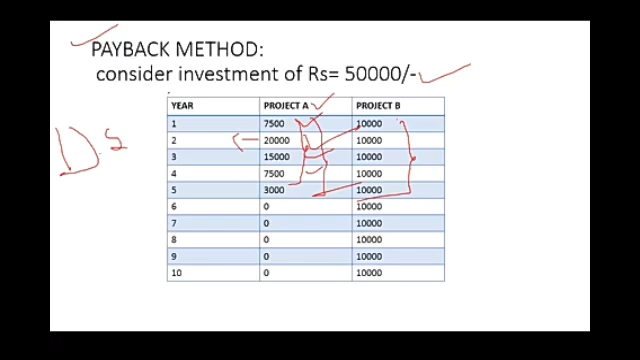 PAYBACK METHOD:
consider investment of Rs= 50000/-
YEAR PROJECT A PROJECT B
1 7500 10000
2 20000 10000
3 15000 10000
4 7500 10000
5 3000 10000
6 0 10000
7 0 10000
8 0 10000
9 0 10000
10 0 10000